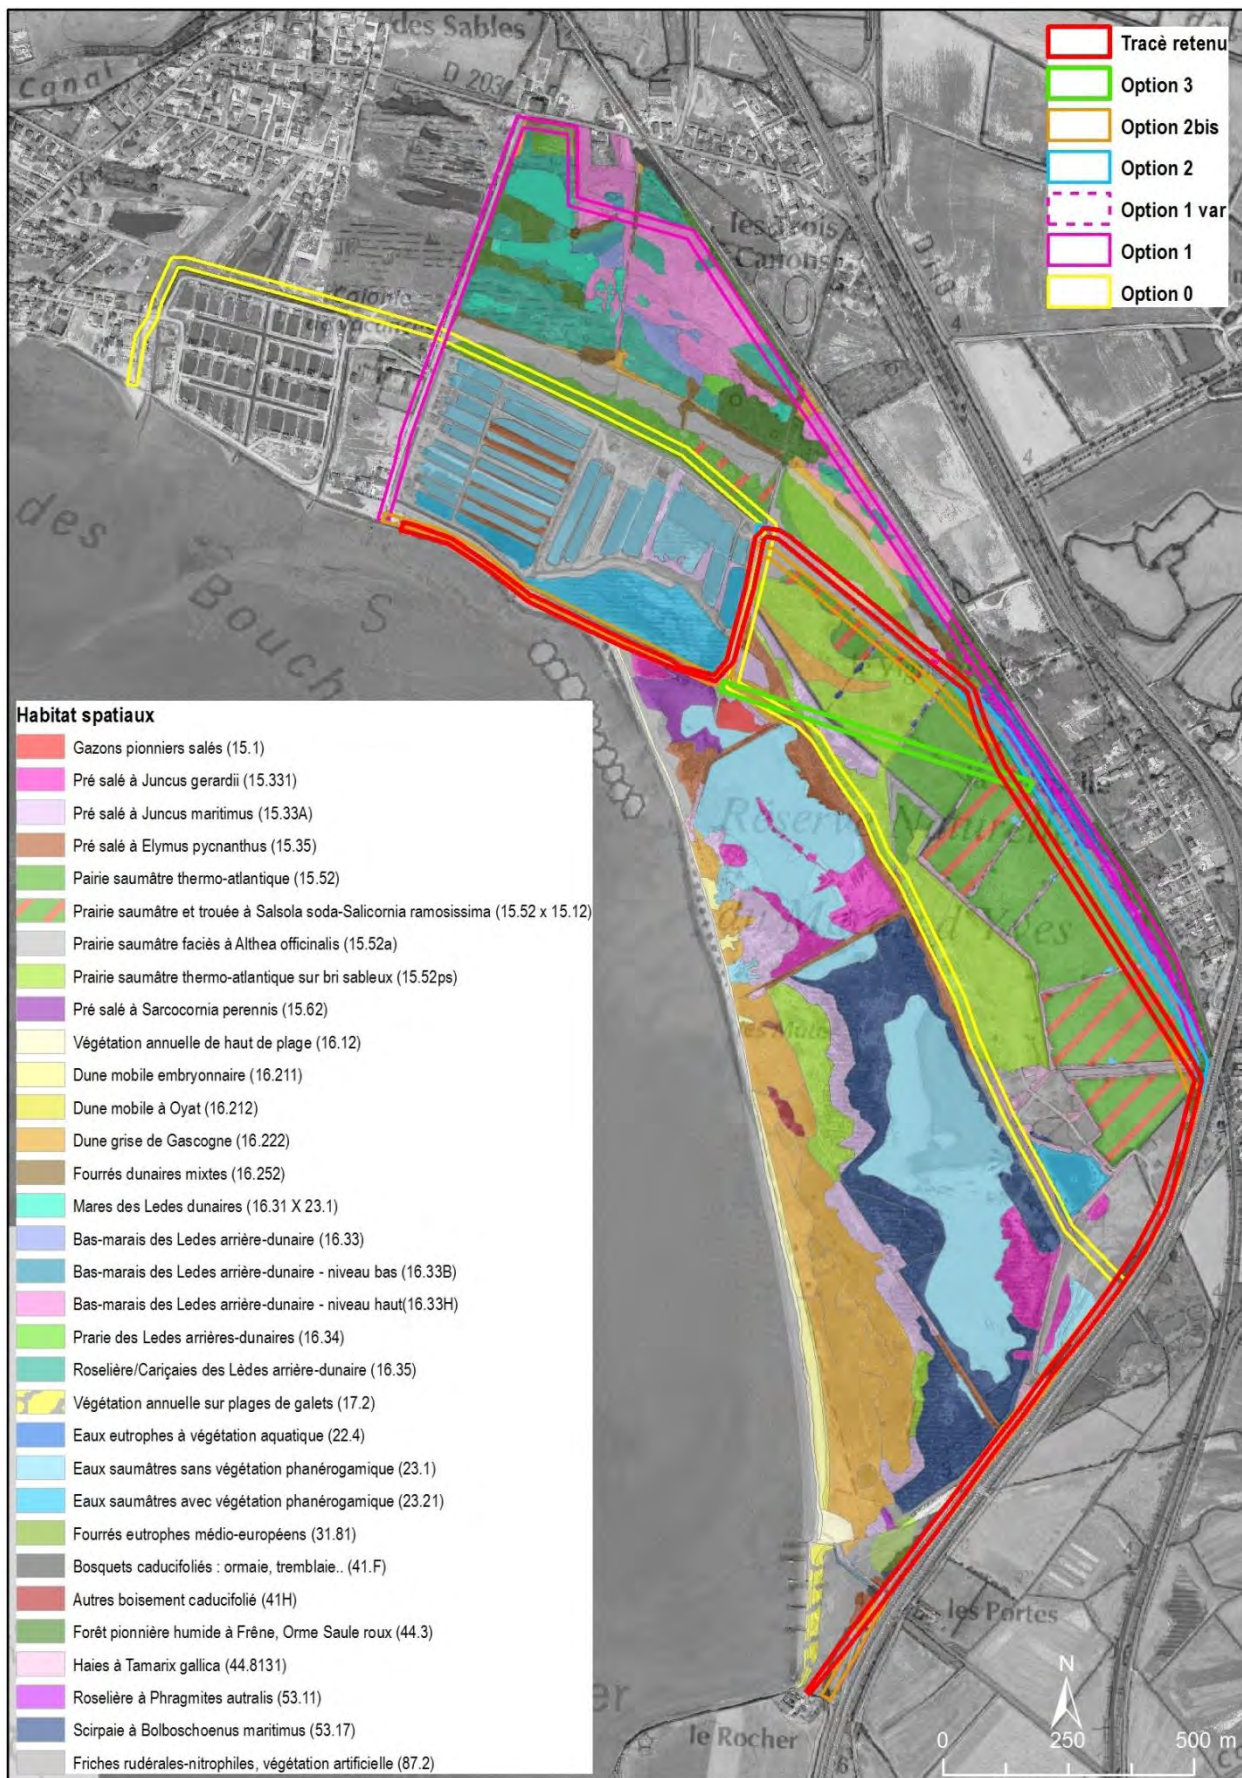 des Sables
Canal
D 203
Tracè retenu
Option 3
Option 2bis
Option 2
Option 1 var
Option 1
Option 0
les Trois
Canons
Colonie
de vacances
D 110
4
4
des
Bouch
S
Réserve Naturelle
du Marais d'Yves
Habitat spatiaux
Gazons pionniers salés (15.1)
Pré salé à Juncus gerardii (15.331)
Pré salé à Juncus maritimus (15.33A)
Pré salé à Elymus pycnanthus (15.35)
Pairie saumâtre thermo-atlantique (15.52)
Prairie saumâtre et trouée à Salsola soda-Salicornia ramosissima (15.52 x 15.12)
Prairie saumâtre faciès à Althea officinalis (15.52a)
Prairie saumâtre thermo-atlantique sur bri sableux (15.52ps)
Pré salé à Sarcocornia perennis (15.62)
Végétation annuelle de haut de plage (16.12)
Dune mobile embryonnaire (16.211)
Dune mobile à Oyat (16.212)
Dune grise de Gascogne (16.222)
Fourrés dunaires mixtes (16.252)
Mares des Ledes dunaires (16.31 X 23.1)
Bas-marais des Ledes arrière-dunaire (16.33)
Bas-marais des Ledes arrière-dunaire - niveau bas (16.33B)
Bas-marais des Ledes arrière-dunaire - niveau haut(16.33H)
Prarie des Ledes arrières-dunaires (16.34)
Roselière/Cariçaies des Lèdes arrière-dunaire (16.35)
Végétation annuelle sur plages de galets (17.2)
Eaux eutrophes à végétation aquatique (22.4)
Eaux saumâtres sans végétation phanérogamique (23.1)
Eaux saumâtres avec végétation phanérogamique (23.21)
Fourrés eutrophes médio-européens (31.81)
Bosquets caducifoliés : ormaie, tremblaie.. (41.F)
Autres boisement caducifolié (41H)
Forêt pionnière humide à Frêne, Orme Saule roux (44.3)
Haies à Tamarix gallica (44.8131)
Roselière à Phragmites autralis (53.11)
Scirpaie à Bolboschoenus maritimus (53.17)
Friches rudérales-nitrophiles, végétation artificielle (87.2)
les Portes
le Rocher
er
4
6
N
0
250
500 m